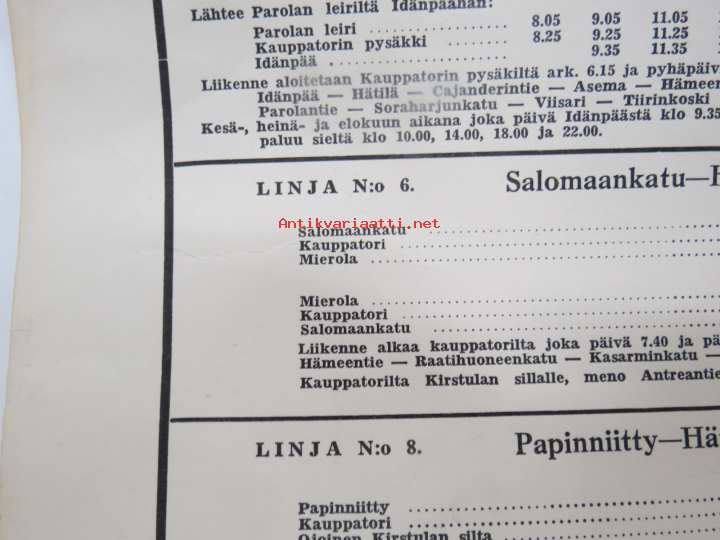 Lähtee Parolan leiriltä Idänpäähän:
Parolan leiri ........ 8.05 9.05 11.05
Kauppatorin pysäkki ........ 8.25 9.25 11.25
Idänpää ........ 9.35 11.35
Liikenne aloitetaan Kauppatorin pysäkiltä ark. 6.15 ja pyhäpäiv
Idänpää — Hätilä — Cajanderintie — Asema — Hämeen
Parolantie — Soraharjunkatu — Viisari — Tiirinkoski
Kesä-, heinä- ja elokuun aikana joka päivä Idänpäästä klo 9.35
paluu sieltä klo 10.00, 14.00, 18.00 ja 22.00.
LINJA N:o 6. Salomaankatu—H
Antikvariaatti.net
Salomaankatu ........
Kauppatori ........
Mierola ........
Mierola ........
Kauppatori ........
Salomaankatu ........
Liikenne alkaa kauppatorilta joka päivä 7.40 ja pä
Hämeentie — Raatihuoneenkatu — Kasarminkatu —
Kauppatorilta Kirstulan sillalle, meno Antreantie
LINJA N:o 8. Papinniitty—Hä
Papinniitty ........
Kauppatori ........
Ojoinen Kirstulan silta ........